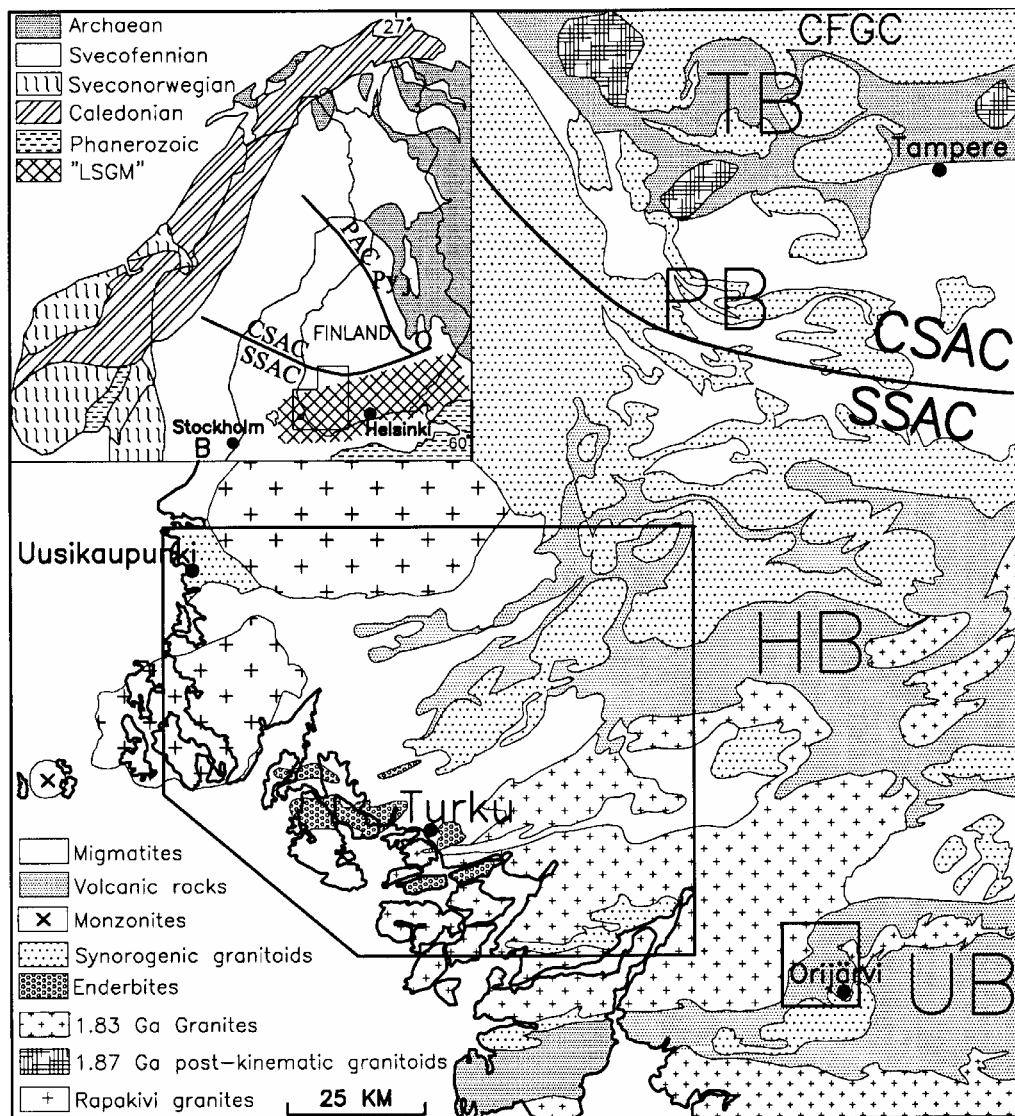 Archaean
Svecofennian
Sveconorwegian
Caledonian
Phanerozoic
"LSGM"
27°
PAC
Py
J
CSAC
SSAC
FINLAND
O
Stockholm
B
Helsinki
60
CFGC
TB
Tampere
PB
CSAC
SSAC
Uusikaupunki
HB
Turku
Orijärvi
UB
Migmatites
Volcanic rocks
Monzonites
Synorogenic granitoids
Enderbites
1.83 Ga Granites
1.87 Ga post-kinematic granitoids
Rapakivi granites
25 KM